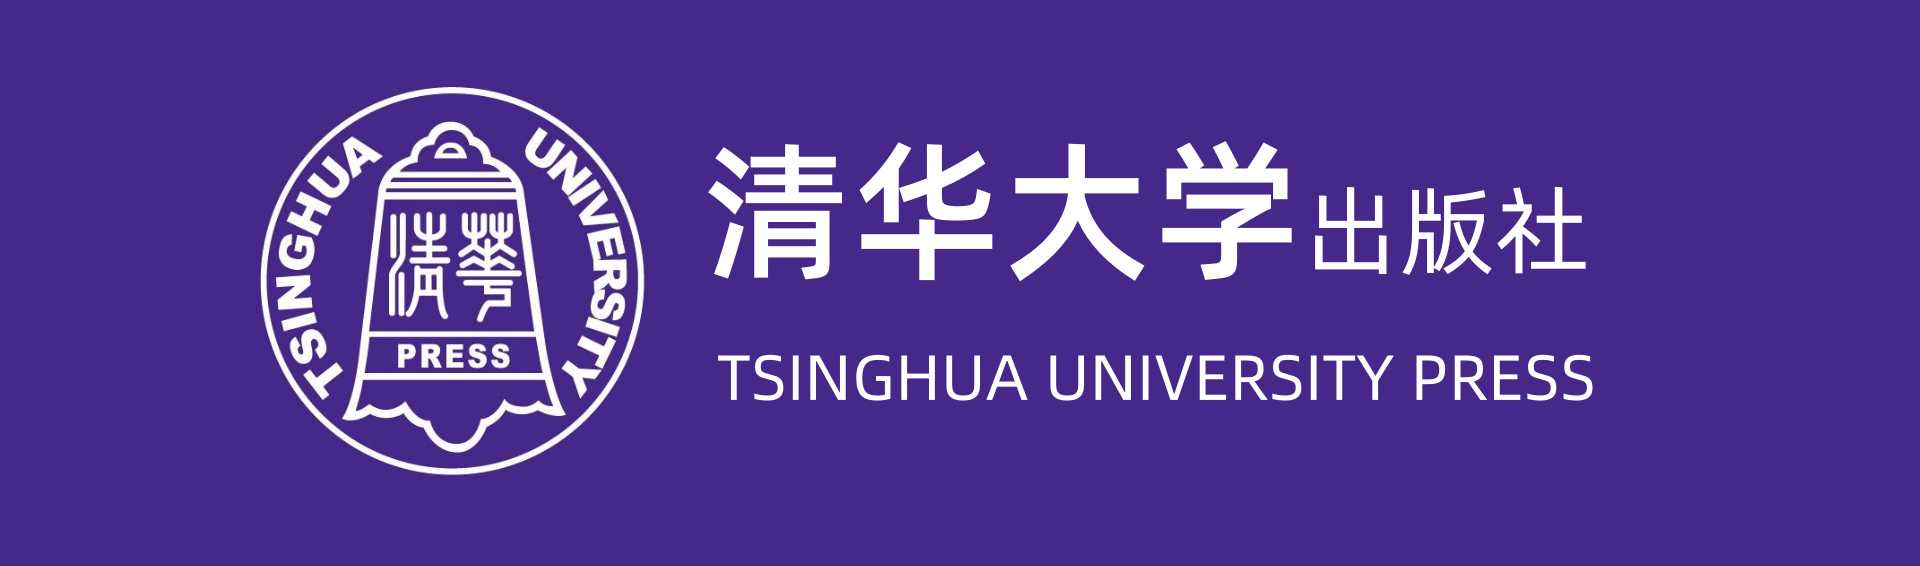 TSINGHUA UNIVERSITY
清華
PRESS
清华大学出版社
TSINGHUA UNIVERSITY PRESS